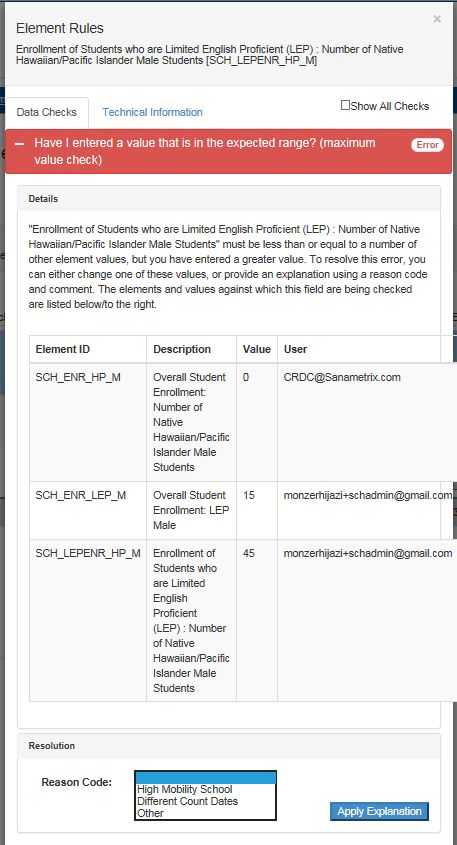 Element Rules
×
Enrollment of Students who are Limited English Proficient (LEP) : Number of Native
Hawaiian/Pacific Islander Male Students [SCH_LEPENR_HP_M]
Data Checks
Technical Information
Show All Checks
– Have I entered a value that is in the expected range? (maximum
value check)
Error
Details
"Enrollment of Students who are Limited English Proficient (LEP) : Number of Native
Hawaiian/Pacific Islander Male Students" must be less than or equal to a number of
other element values, but you have entered a greater value. To resolve this error, you
can either change one of these values, or provide an explanation using a reason code
and comment. The elements and values against which this field are being checked
are listed below/to the right.
Element ID Description Value User
SCH_ENR_HP_M Overall Student 0 CRDC@Sanametrix.com
Enrollment:
Number of
Native
Hawaiian/Pacific
Islander Male
Students
SCH_ENR_LEP_M Overall Student 15 monzerhijazi+schadmin@gmail.com
Enrollment: LEP
Male
SCH_LEPENR_HP_M Enrollment of 45 monzerhijazi+schadmin@gmail.com
Students who
are Limited
English
Proficient
(LEP) : Number
of Native
Hawaiian/Pacific
Islander Male
Students
Resolution
Reason Code:
High Mobility School
Different Count Dates
Other
Apply Explanation